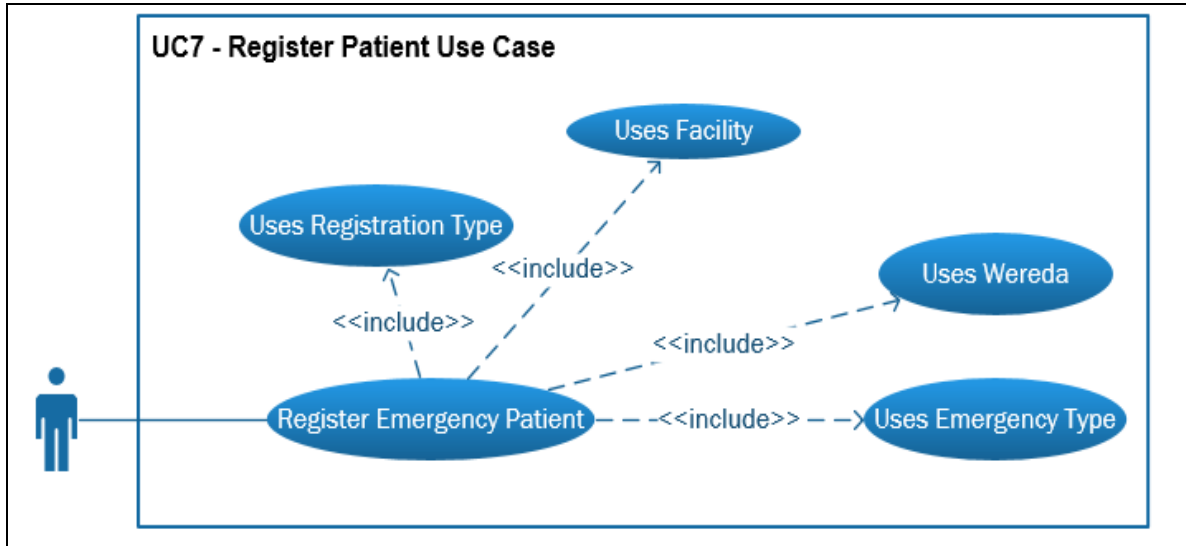 UC7 - Register Patient Use Case
Uses Facility
Uses Registration Type
<<include>>
Uses Wereda
<<include>>
<<include>>
Register Emergency Patient
<<include>>
Uses Emergency Type